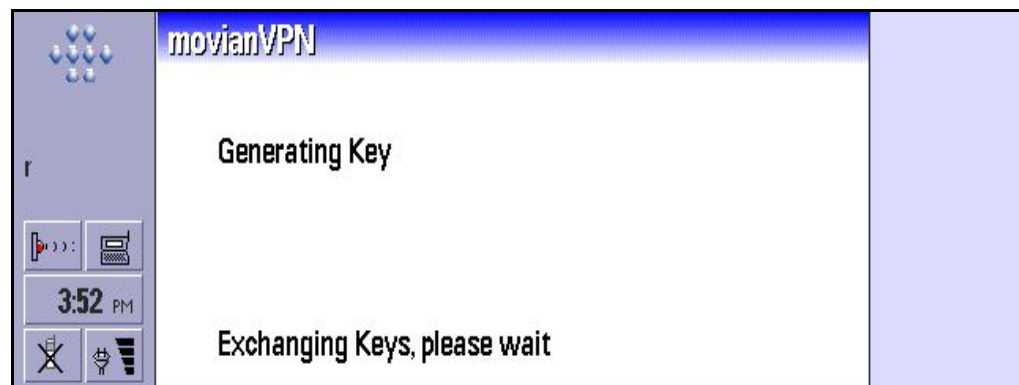 movianVPN
Generating Key
r
3:52 PM
Exchanging Keys, please wait